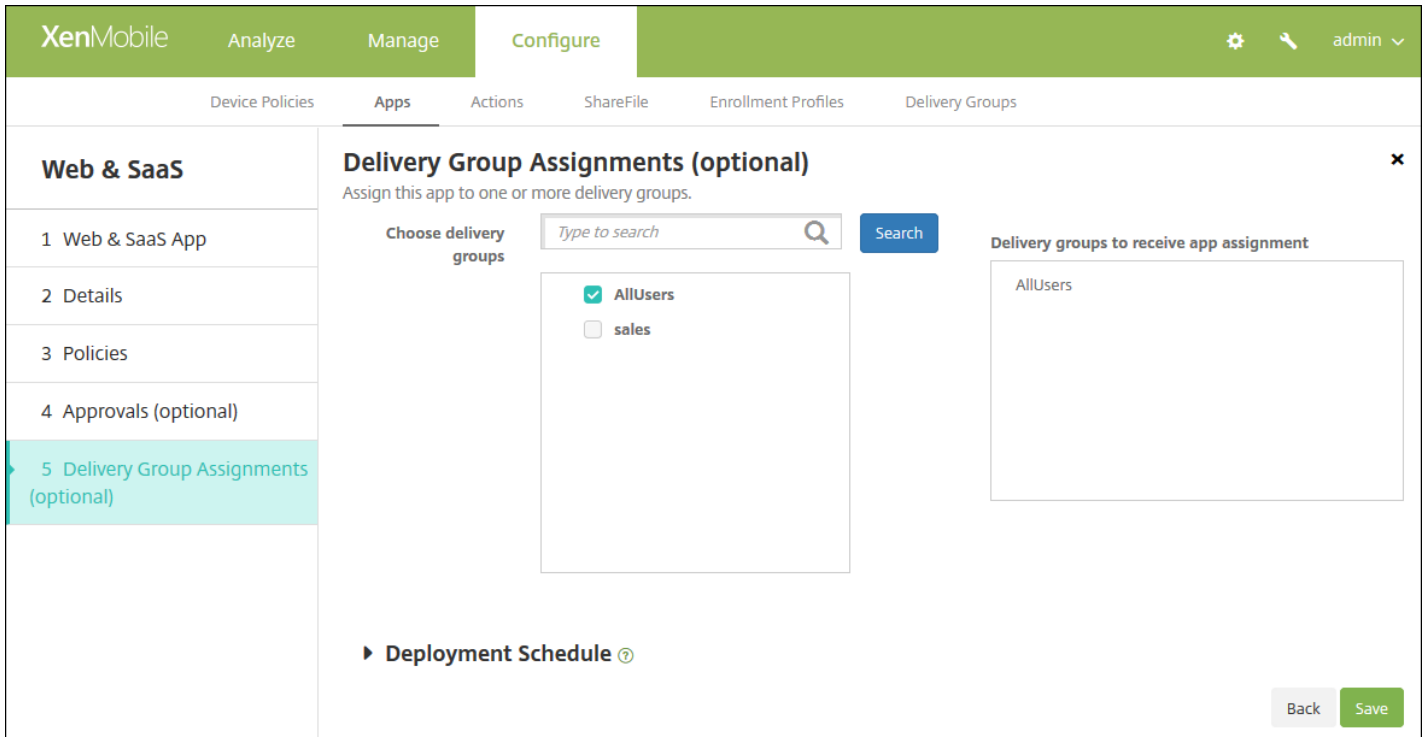 XenMobile Analyze Manage Configure admin
Device Policies Apps Actions ShareFile Enrollment Profiles Delivery Groups
Web & SaaS
1 Web & SaaS App
2 Details
3 Policies
4 Approvals (optional)
5 Delivery Group Assignments
(optional)
Delivery Group Assignments (optional)
Assign this app to one or more delivery groups.
Choose delivery
groups
Type to search
Search
AllUsers
sales
Delivery groups to receive app assignment
AllUsers
Deployment Schedule ?
Back Save